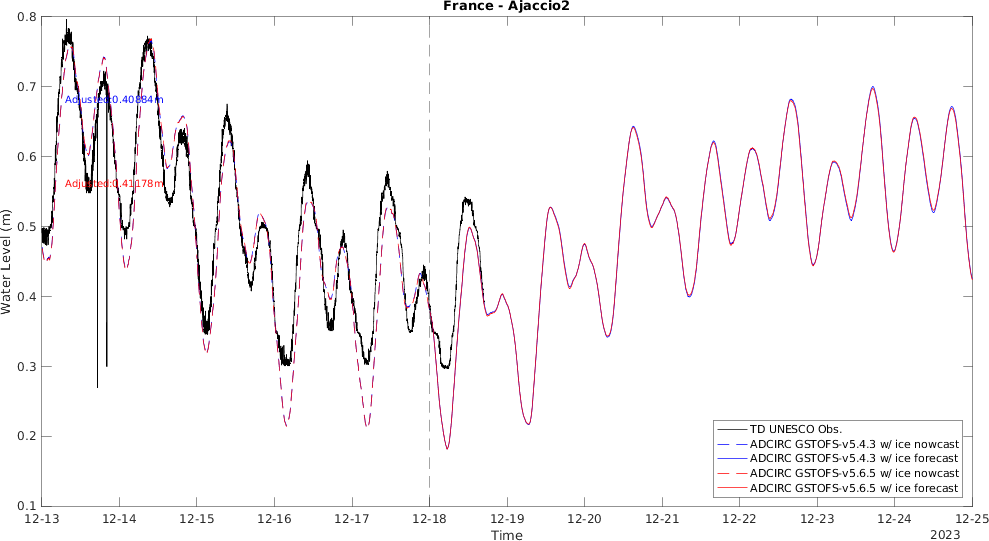 France - Ajaccio2
0.8
0.7
0.6
0.5
0.4
0.3
0.2
0.1
Water Level (m)
Adjusted:0.40884m
Adjusted:0.41178m
TD UNESCO Obs.
ADCIRC GSTOFS-v5.4.3 w/ ice nowcast
ADCIRC GSTOFS-v5.4.3 w/ ice forecast
ADCIRC GSTOFS-v5.6.5 w/ ice nowcast
ADCIRC GSTOFS-v5.6.5 w/ ice forecast
12-13 12-14 12-15 12-16 12-17 12-18 12-19 12-20 12-21 12-22 12-23 12-24 12-25
Time
2023